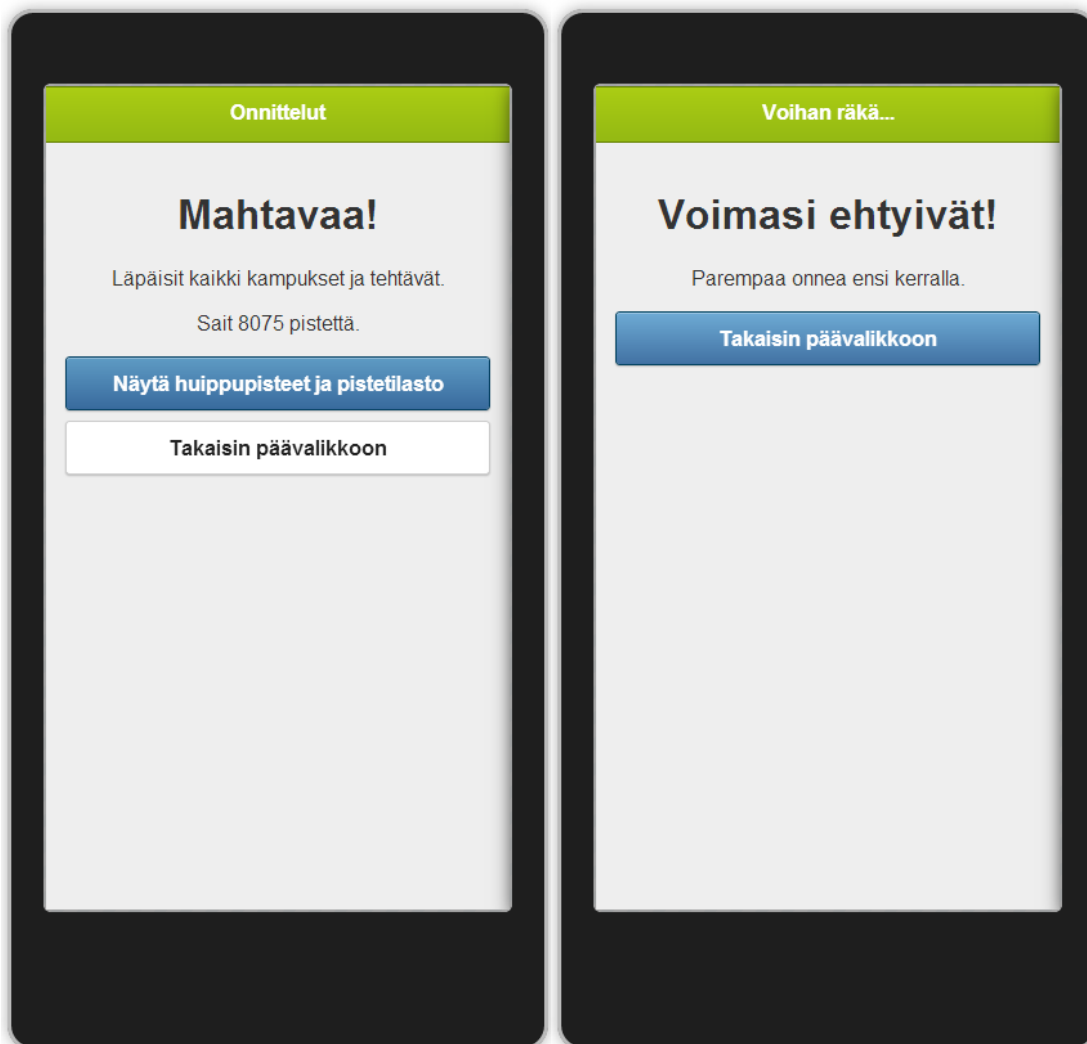 Onnittelut
Mahtavaa!
Läpäisit kaikki kampukset ja tehtävät.
Sait 8075 pistettä.
Näytä huippupisteet ja pistetilasto
Takaisin päävalikkoon
Voihan räkä...
Voimasi ehtyivät!
Parempaa onnea ensi kerralla.
Takaisin päävalikkoon